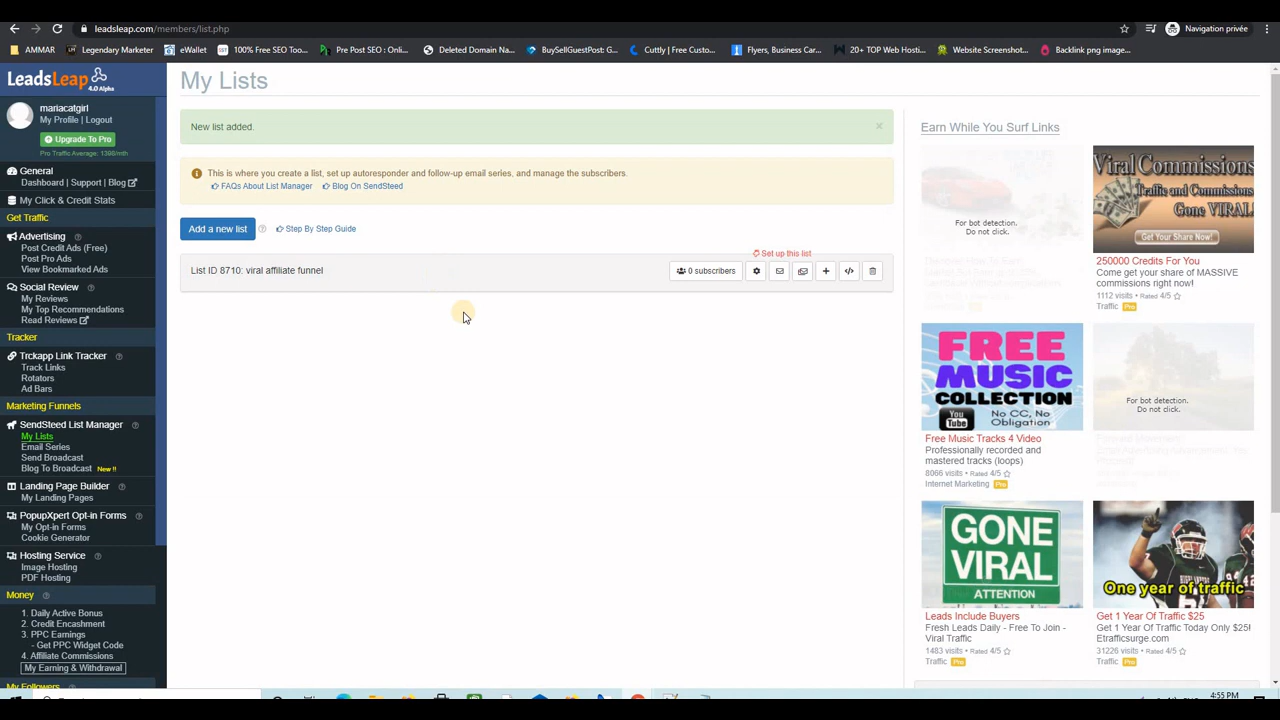 leadsleap.com/members/list.php
Navigation privée
AMMAR
Legendary Marketer
eWallet
100% Free SEO Too...
Pre Post SEO : Onli...
Deleted Domain Na...
BuySellGuestPost: G...
Cuttly | Free Custo...
Flyers, Business Car...
20+ TOP Web Hosti...
Website Screenshot...
Backlink png image...
LeadsLeap
4.0 Alpha
mariacatgirl
My Profile | Logout
Upgrade To Pro
Pro Traffic Average: 1396/mth
General
Dashboard | Support | Blog
My Click & Credit Stats
Get Traffic
Advertising
Post Credit Ads (Free)
Post Pro Ads
View Bookmarked Ads
Social Review
My Reviews
My Top Recommendations
Read Reviews
Tracker
Trckapp Link Tracker
Track Links
Rotators
Ad Bars
Marketing Funnels
SendSteed List Manager
My Lists
Email Series
Send Broadcast
Blog To Broadcast New !!
Landing Page Builder
My Landing Pages
PopupXpert Opt-in Forms
My Opt-in Forms
Cookie Generator
Hosting Service
Image Hosting
PDF Hosting
Money
1. Daily Active Bonus
2. Credit Encashment
3. PPC Earnings
- Get PPC Widget Code
4. Affiliate Commissions
My Earning & Withdrawal
My Followers
My Lists
New list added.
This is where you create a list, set up autoresponder and follow-up email series, and manage the subscribers.
FAQs About List Manager
Blog On SendSteed
Add a new list
Step By Step Guide
Set up this list
List ID 8710: viral affiliate funnel
0 subscribers
Earn While You Surf Links
For bot detection.
Do not click.
Viral Commissions
Traffic and Commissions
Gone VIRAL!
Get Your Share Now!
250000 Credits For You
Come get your share of MASSIVE
commissions right now!
1112 visits • Rated 4/5
Traffic Pro
FREE
MUSIC
COLLECTION
You Tube
No CC, No
Obligation
Free Music Tracks 4 Video
Professionally recorded and
mastered tracks (loops)
8066 visits • Rated 4/5
Internet Marketing Pro
For bot detection.
Do not click.
GONE
VIRAL
ATTENTION
Leads Include Buyers
Fresh Leads Daily - Free To Join -
Viral Traffic
1483 visits • Rated 4/5
Traffic Pro
One year of traffic
Get 1 Year Of Traffic $25
Get 1 Year Of Traffic Today Only $25!
Etrafficsurge.com
31226 visits • Rated 4/5
Traffic Pro
4:55 PM